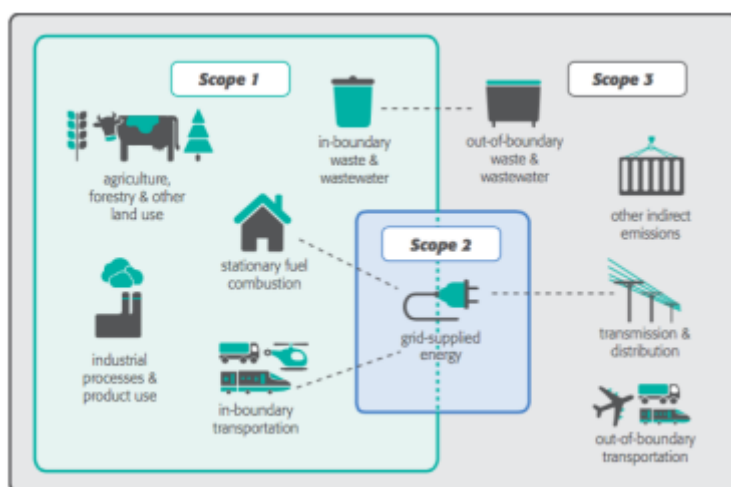 Scope 1
Scope 3
in-boundary
waste &
wastewater
out-of-boundary
waste &
wastewater
agriculture,
forestry & other
land use
other indirect
emissions
Scope 2
stationary fuel
combustion
grid-supplied
energy
transmission &
distribution
industrial
processes &
product use
in-boundary
transportation
out-of-boundary
transportation